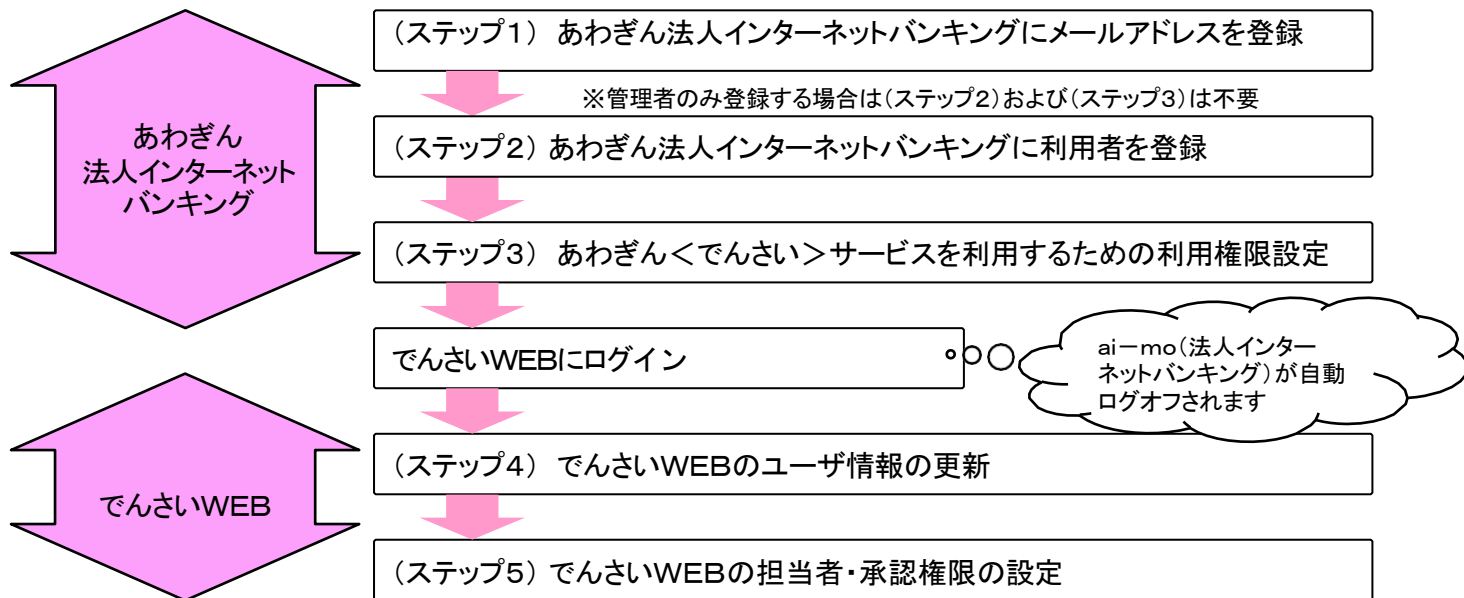 （ステップ１） あわぎん法人インターネットバンキングにメールアドレスを登録
※管理者のみ登録する場合は（ステップ２）および（ステップ３）は不要
あわぎん
法人インターネット
バンキング
（ステップ２） あわぎん法人インターネットバンキングに利用者を登録
（ステップ３） あわぎん＜でんさい＞サービスを利用するための利用権限設定
でんさいＷＥＢにログイン
ａｉ－ｍｏ（法人インター
ネットバンキング）が自動
ログオフされます
でんさいＷＥＢ
（ステップ４） でんさいＷＥＢのユーザ情報の更新
（ステップ５） でんさいＷＥＢの担当者・承認権限の設定